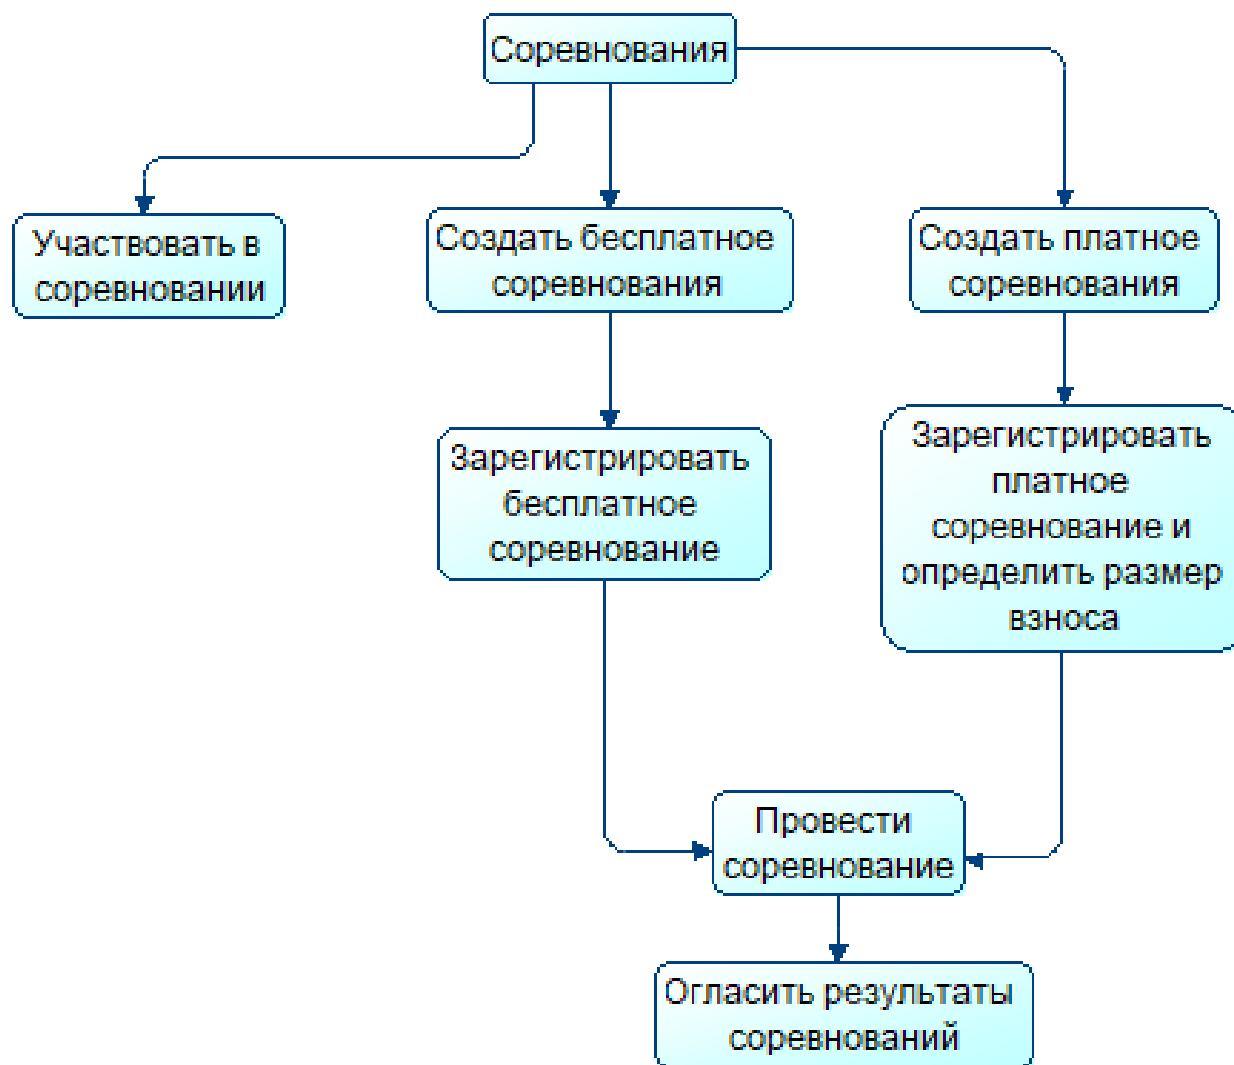 Соревнования
Участвовать в
соревновании
Создать бесплатное
соревнования
Создать платное
соревнования
Зарегистрировать
бесплатное
соревнование
Зарегистрировать
платное
соревнование и
определить размер
взноса
Провести
соревнование
Огласить результаты
соревнований